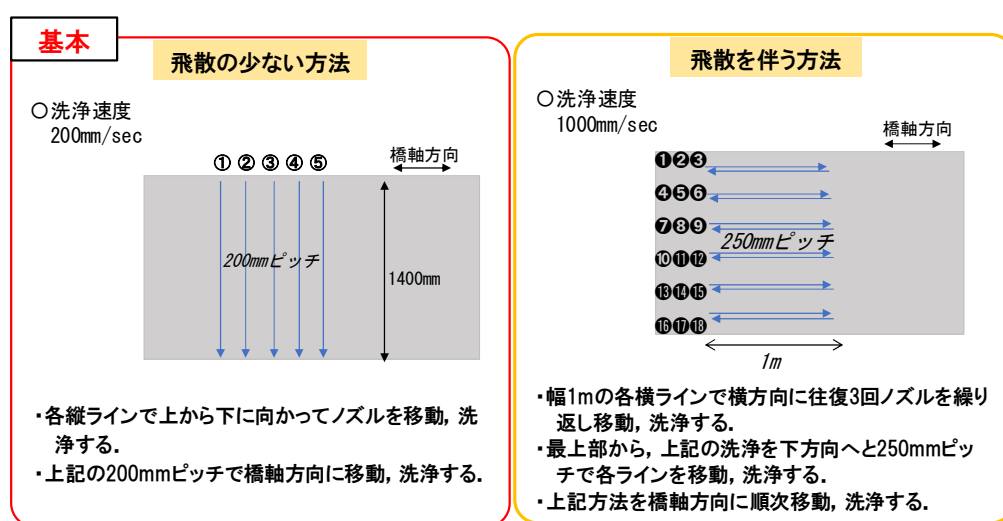 基本
飛散の少ない方法
〇洗浄速度
200mm/sec
① ② ③ ④ ⑤
橋軸方向
200mmピッチ
1400mm
・各縦ラインで上から下に向かってノズルを移動，洗
浄する．
・上記の200mmピッチで橋軸方向に移動，洗浄する．
飛散を伴う方法
〇洗浄速度
1000mm/sec
橋軸方向
❶❷❸
❹❺❻
❼❽❾
❿⓫⓬
⓭⓮⓯
⓰⓱⓲
250mmピッチ
1m
・幅1mの各横ラインで横方向に往復3回ノズルを繰り
返し移動，洗浄する．
・最上部から，上記の洗浄を下方向へと250mmピッ
チで各ラインを移動，洗浄する．
・上記方法を橋軸方向に順次移動，洗浄する．